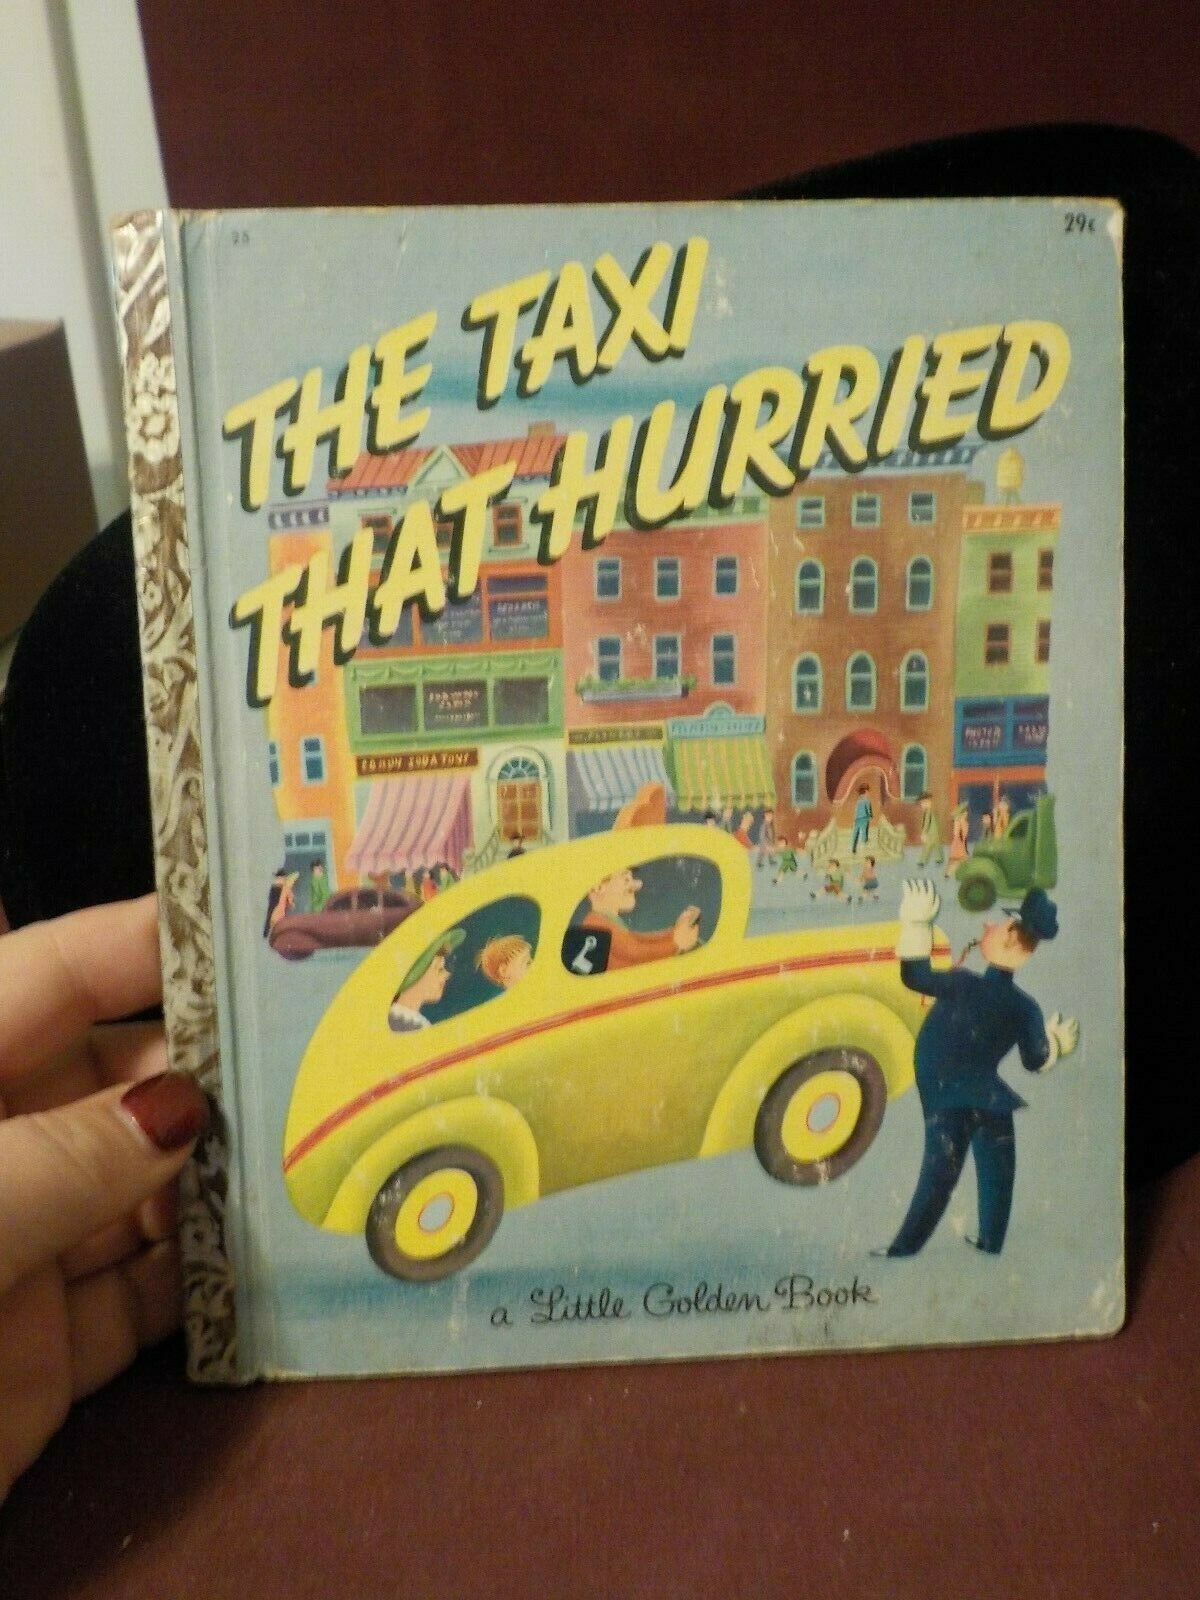 25
29¢
THE TAXI
THAT HURRIED
a Little Golden Book